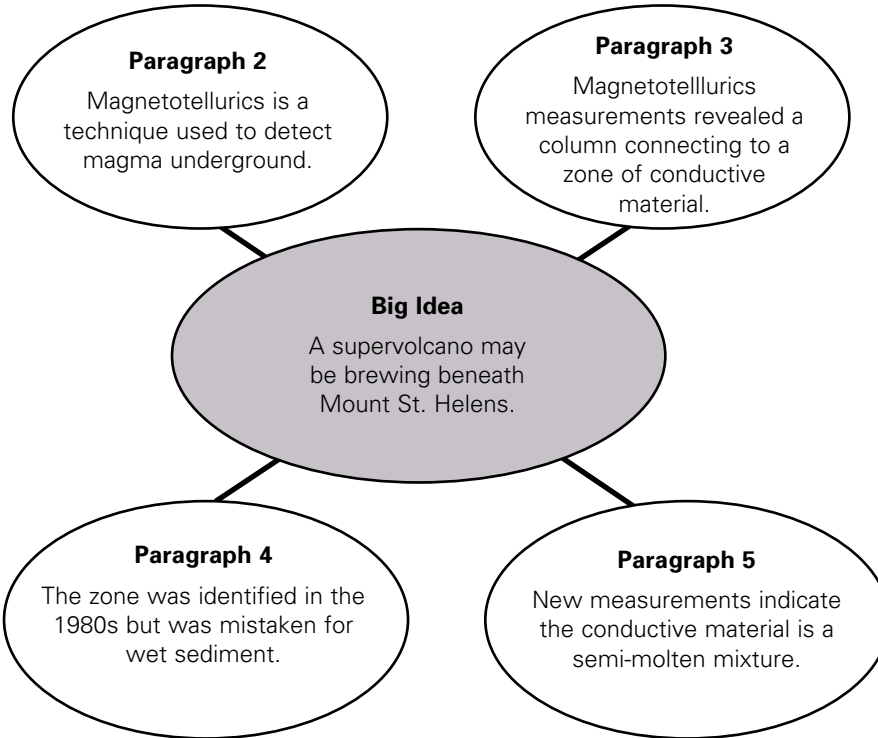 Paragraph 2
Magnetotellurics is a
technique used to detect
magma underground.
Paragraph 3
Magnetotelllurics
measurements revealed a
column connecting to a
zone of conductive
material.
Big Idea
A supervolcano may
be brewing beneath
Mount St. Helens.
Paragraph 4
The zone was identified in the
1980s but was mistaken for
wet sediment.
Paragraph 5
New measurements indicate
the conductive material is a
semi-molten mixture.